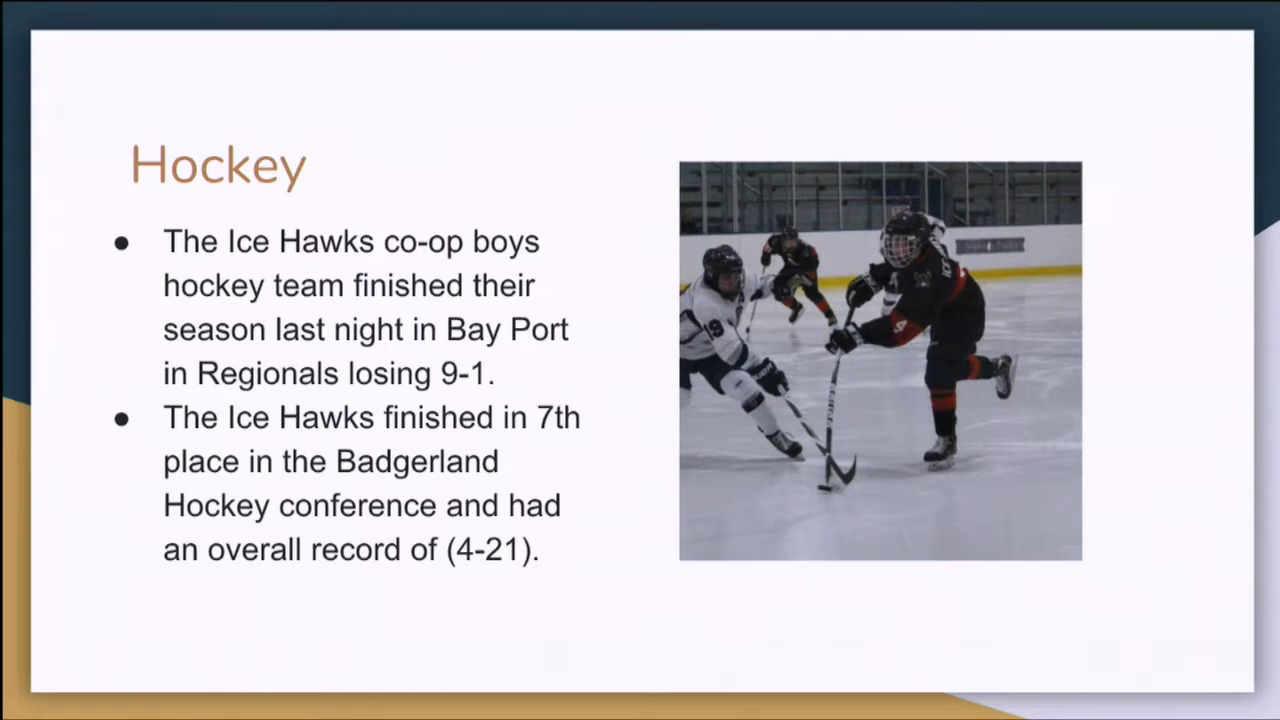 Hockey
● The Ice Hawks co-op boys
hockey team finished their
season last night in Bay Port
in Regionals losing 9-1.
● The Ice Hawks finished in 7th
place in the Badgerland
Hockey conference and had
an overall record of (4-21).
19
4